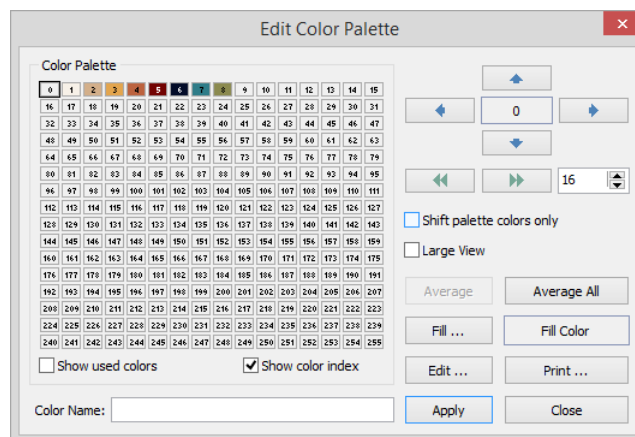 Edit Color Palette
Color Palette
0 1 2 3 4 5 6 7 8 9 10 11 12 13 14 15
16 17 18 19 20 21 22 23 24 25 26 27 28 29 30 31
32 33 34 35 36 37 38 39 40 41 42 43 44 45 46 47
48 49 50 51 52 53 54 55 56 57 58 59 60 61 62 63
64 65 66 67 68 69 70 71 72 73 74 75 76 77 78 79
80 81 82 83 84 85 86 87 88 89 90 91 92 93 94 95
96 97 98 99 100 101 102 103 104 105 106 107 108 109 110 111
112 113 114 115 116 117 118 119 120 121 122 123 124 125 126 127
128 129 130 131 132 133 134 135 136 137 138 139 140 141 142 143
144 145 146 147 148 149 150 151 152 153 154 155 156 157 158 159
160 161 162 163 164 165 166 167 168 169 170 171 172 173 174 175
176 177 178 179 180 181 182 183 184 185 186 187 188 189 190 191
192 193 194 195 196 197 198 199 200 201 202 203 204 205 206 207
208 209 210 211 212 213 214 215 216 217 218 219 220 221 222 223
224 225 226 227 228 229 230 231 232 233 234 235 236 237 238 239
240 241 242 243 244 245 246 247 248 249 250 251 252 253 254 255
Show used colors Show color index
Color Name:
0
16
Shift palette colors only
Large View
Average Average All
Fill ... Fill Color
Edit ... Print ...
Apply Close